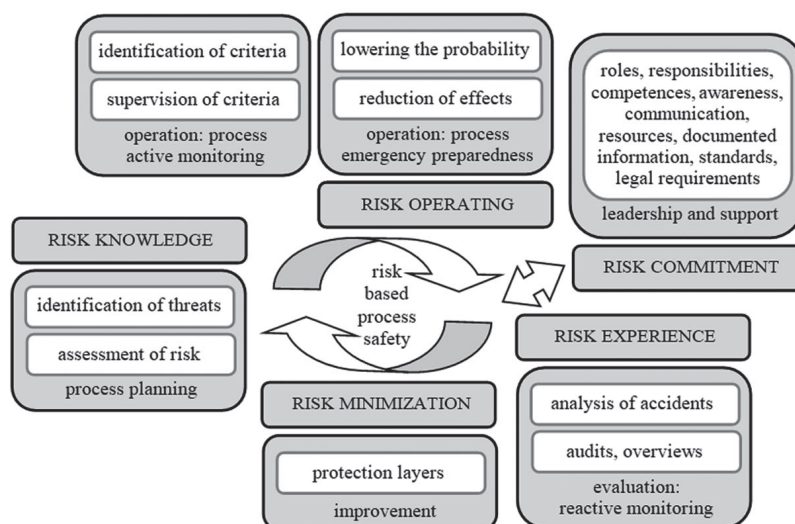 identification of criteria
supervision of criteria
operation: process
active monitoring
lowering the probability
reduction of effects
operation: process
emergency preparedness
RISK OPERATING
roles, responsibilities,
competences, awareness,
communication,
resources, documented
information, standards,
legal requirements
leadership and support
RISK COMMITMENT
RISK KNOWLEDGE
identification of threats
assessment of risk
process planning
risk
based
process
safety
RISK EXPERIENCE
analysis of accidents
audits, overviews
evaluation:
reactive monitoring
RISK MINIMIZATION
protection layers
improvement